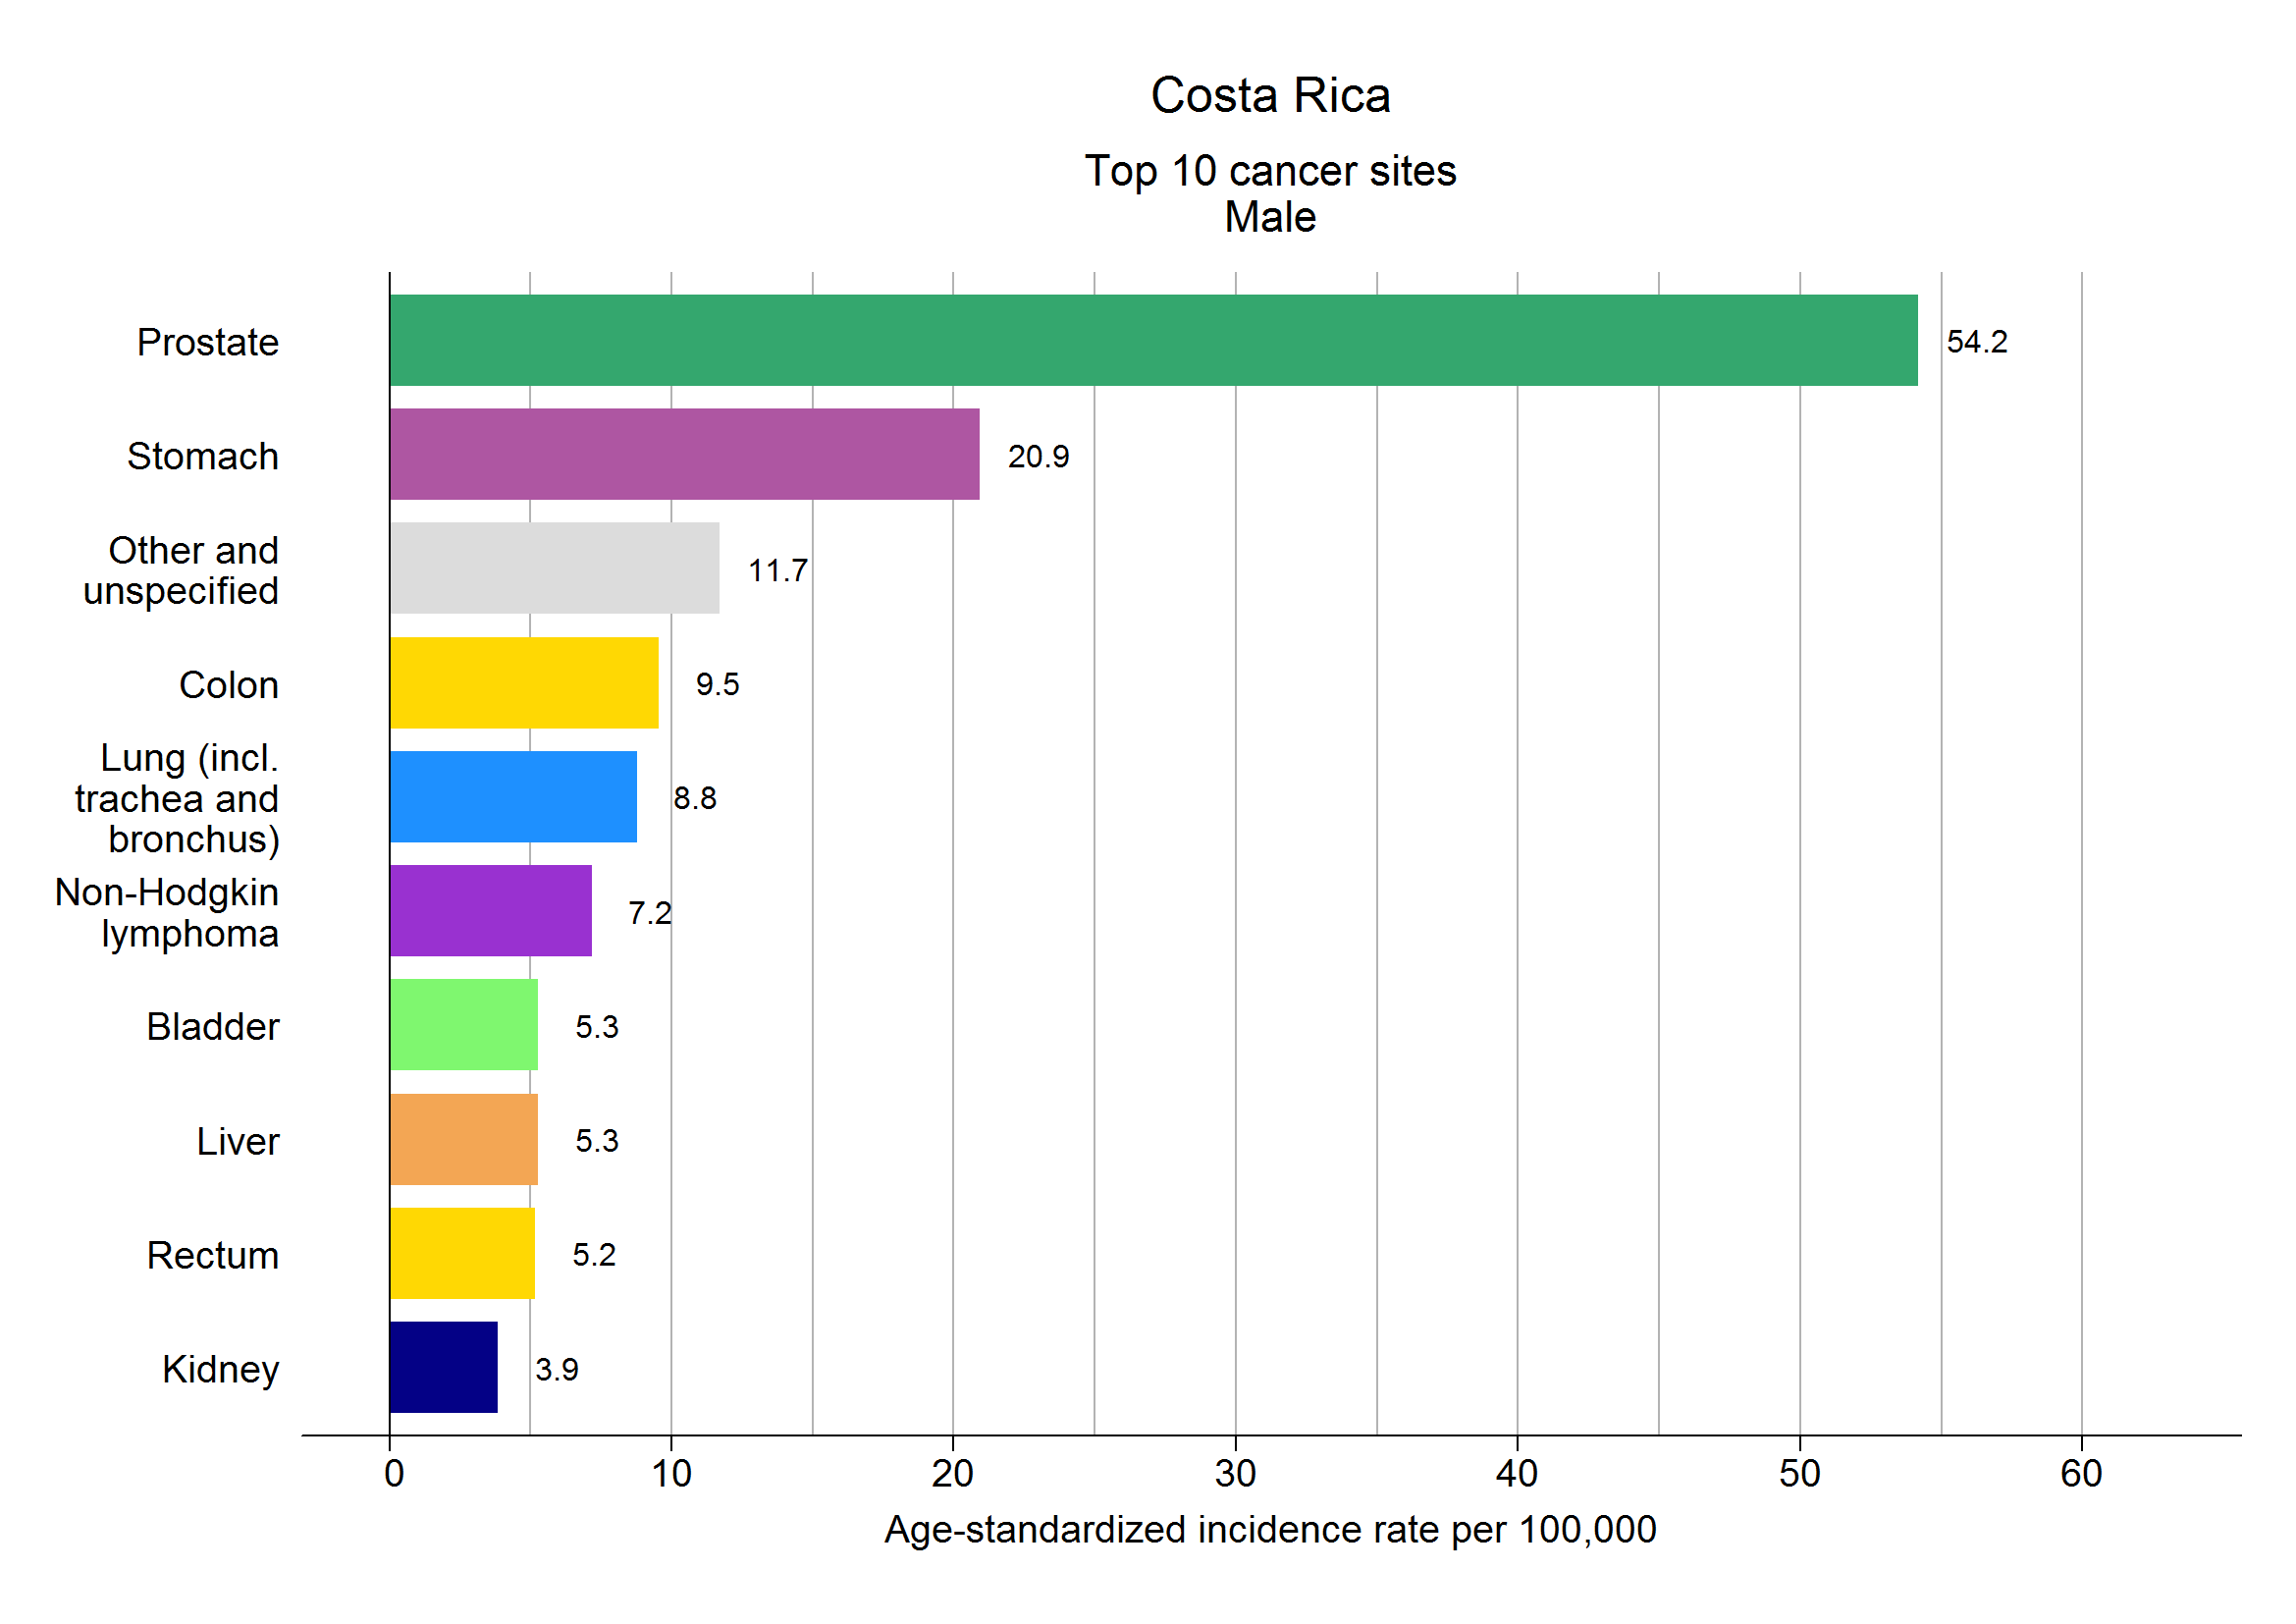 Costa Rica
Top 10 cancer sites
Male
Prostate
54.2
Stomach
20.9
Other and
unspecified
11.7
Colon
9.5
Lung (incl.
trachea and
bronchus)
8.8
Non-Hodgkin
lymphoma
7.2
Bladder
5.3
Liver
5.3
Rectum
5.2
Kidney
3.9
0 10 20 30 40 50 60
Age-standardized incidence rate per 100,000